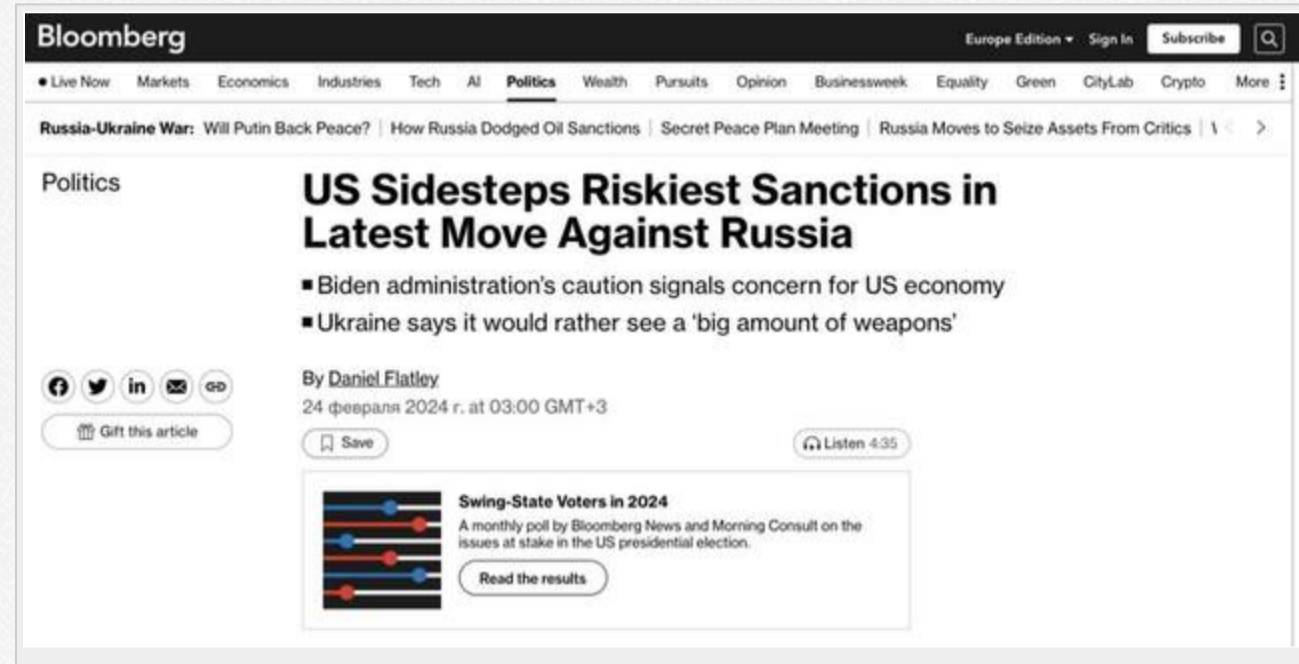 Bloomberg
Europe Edition Sign In Subscribe
Live Now Markets Economics Industries Tech AI Politics Wealth Pursuits Opinion Businessweek Equality Green CityLab Crypto More
Russia-Ukraine War: Will Putin Back Peace? | How Russia Dodged Oil Sanctions | Secret Peace Plan Meeting | Russia Moves to Seize Assets From Critics |
Politics
US Sidesteps Riskiest Sanctions in
Latest Move Against Russia
■ Biden administration's caution signals concern for US economy
■ Ukraine says it would rather see a 'big amount of weapons'
By Daniel Flatley
24 февраля 2024 г. at 03:00 GMT+3
Gift this article
Save
Listen 4:35
Swing-State Voters in 2024
A monthly poll by Bloomberg News and Morning Consult on the
issues at stake in the US presidential election.
Read the results